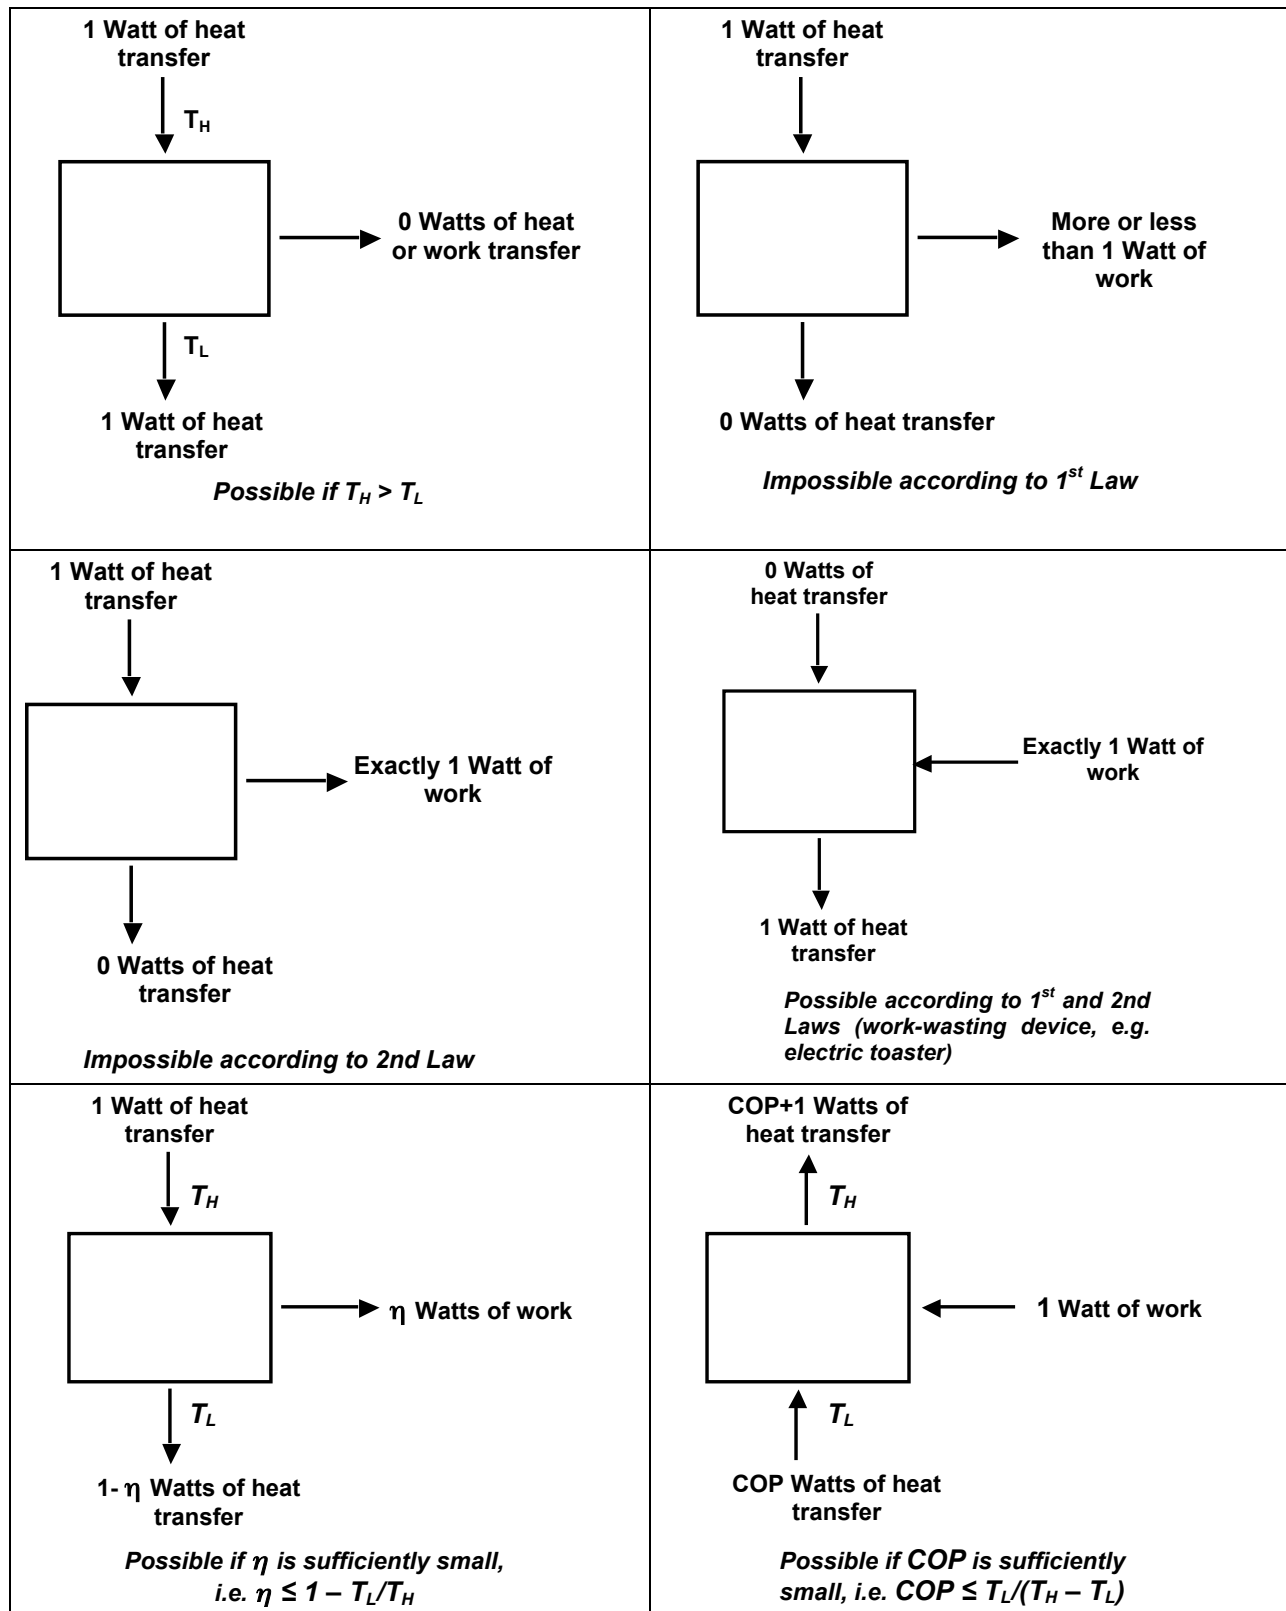 1 Watt of heat
transfer
T_H
0 Watts of heat
or work transfer
T_L
1 Watt of heat
transfer
Possible if T_H > T_L
1 Watt of heat
transfer
More or less
than 1 Watt of
work
0 Watts of heat transfer
Impossible according to 1st Law
1 Watt of heat
transfer
Exactly 1 Watt of
work
0 Watts of heat
transfer
Impossible according to 2nd Law
0 Watts of
heat transfer
Exactly 1 Watt of
work
1 Watt of heat
transfer
Possible according to 1st and 2nd
Laws (work-wasting device, e.g.
electric toaster)
1 Watt of heat
transfer
T_H
η Watts of work
T_L
1- η Watts of heat
transfer
Possible if η is sufficiently small,
i.e. η ≤ 1 – T_L/T_H
COP+1 Watts of
heat transfer
T_H
1 Watt of work
T_L
COP Watts of heat
transfer
Possible if COP is sufficiently
small, i.e. COP ≤ T_L/(T_H – T_L)